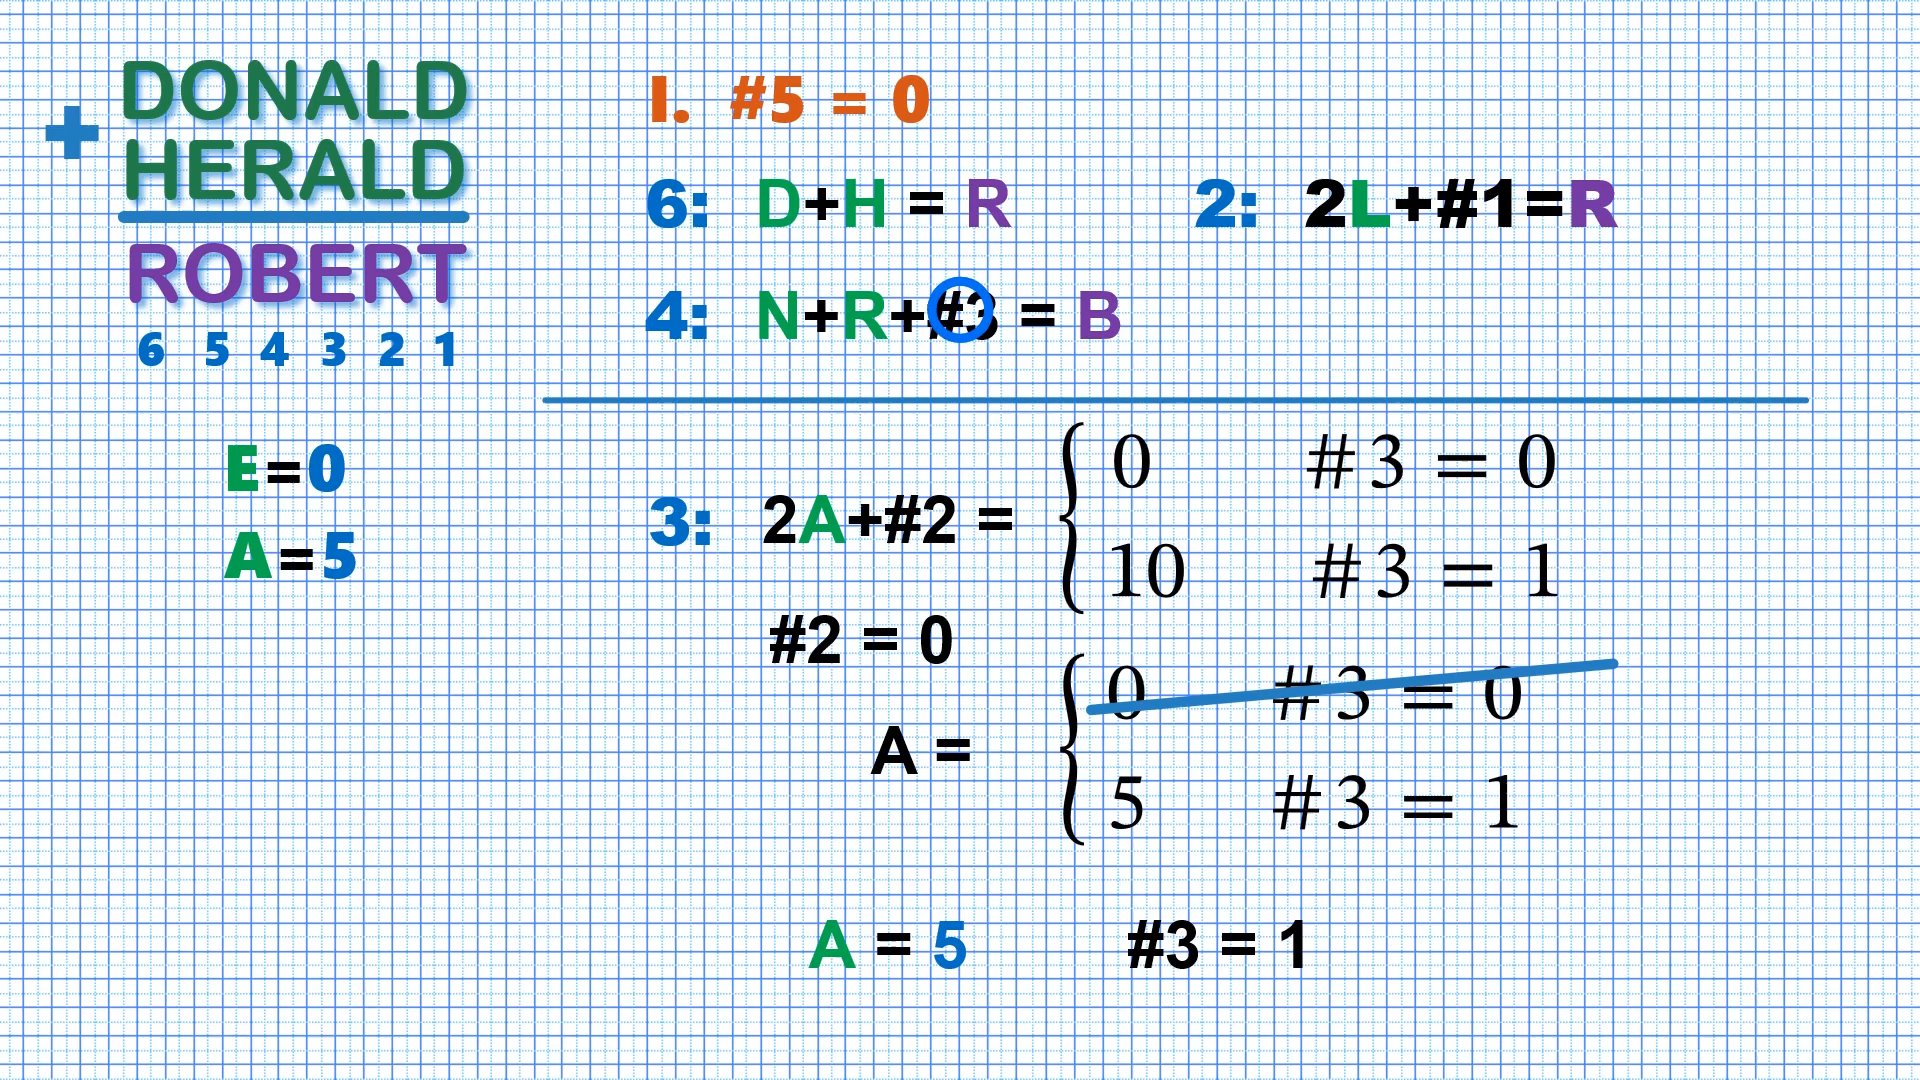 DONALD
+
HERALD
ROBERT
6 5 4 3 2 1
E=0
A=5
I. #5 = 0
6: D+H = R
2: 2L+#1=R
4: N+R+#3 = B
3: 2A+#2 =
{ 0 #3 = 0
10 #3 = 1
#2 = 0
A =
{ 0 #3 = 0
5 #3 = 1
A = 5 #3 = 1